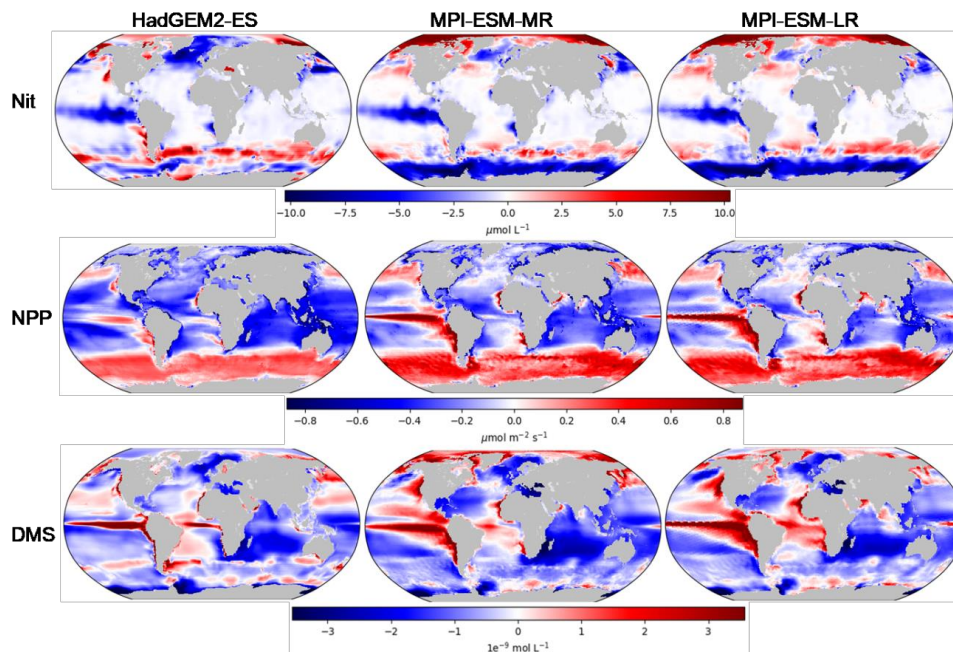 HadGEM2-ES MPI-ESM-MR MPI-ESM-LR
Nit
−10.0 −7.5 −5.0 −2.5 0.0 2.5 5.0 7.5 10.0
μmol L⁻¹
NPP
−0.8 −0.6 −0.4 −0.2 0.0 0.2 0.4 0.6 0.8
μmol m⁻² s⁻¹
DMS
−3 −2 −1 0 1 2 3
1e⁻⁹ mol L⁻¹